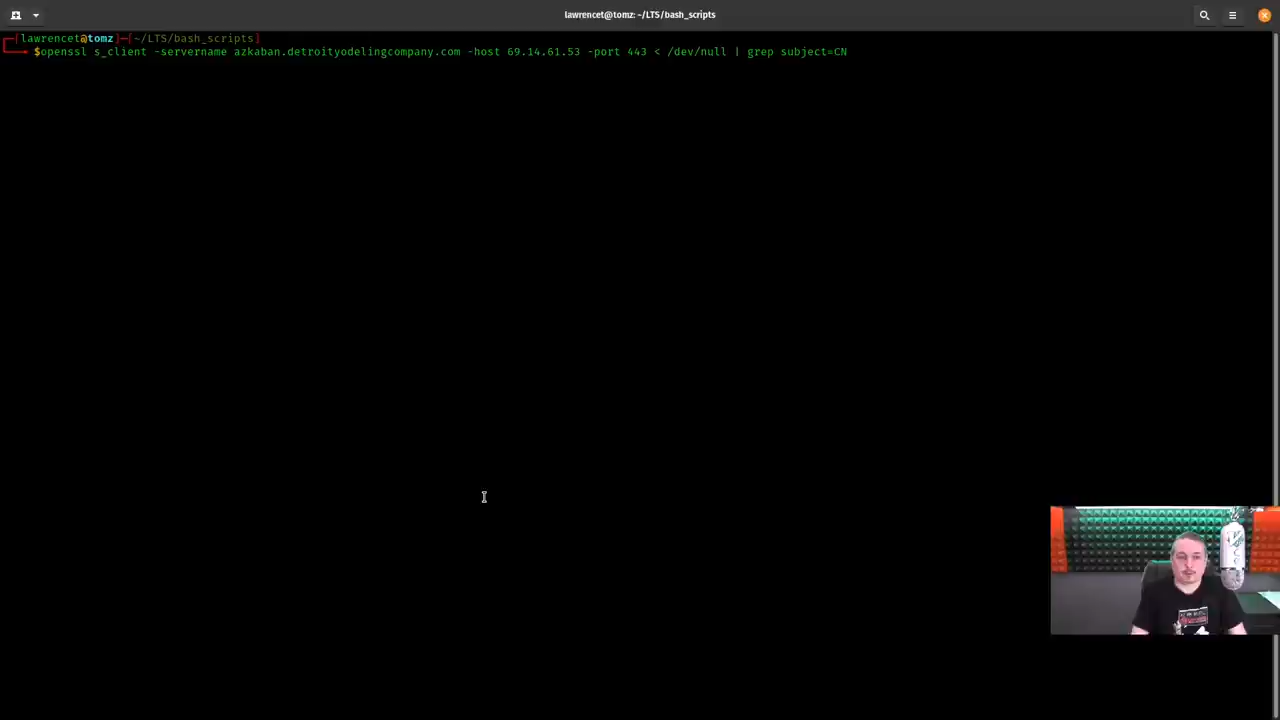 lawrencet@tomz: ~/LTS/bash_scripts
[lawrencet@tomz]─[~/LTS/bash_scripts]
$openssl s_client -servername azkaban.detroityodelingcompany.com -host 69.14.61.53 -port 443 < /dev/null | grep subject=CN